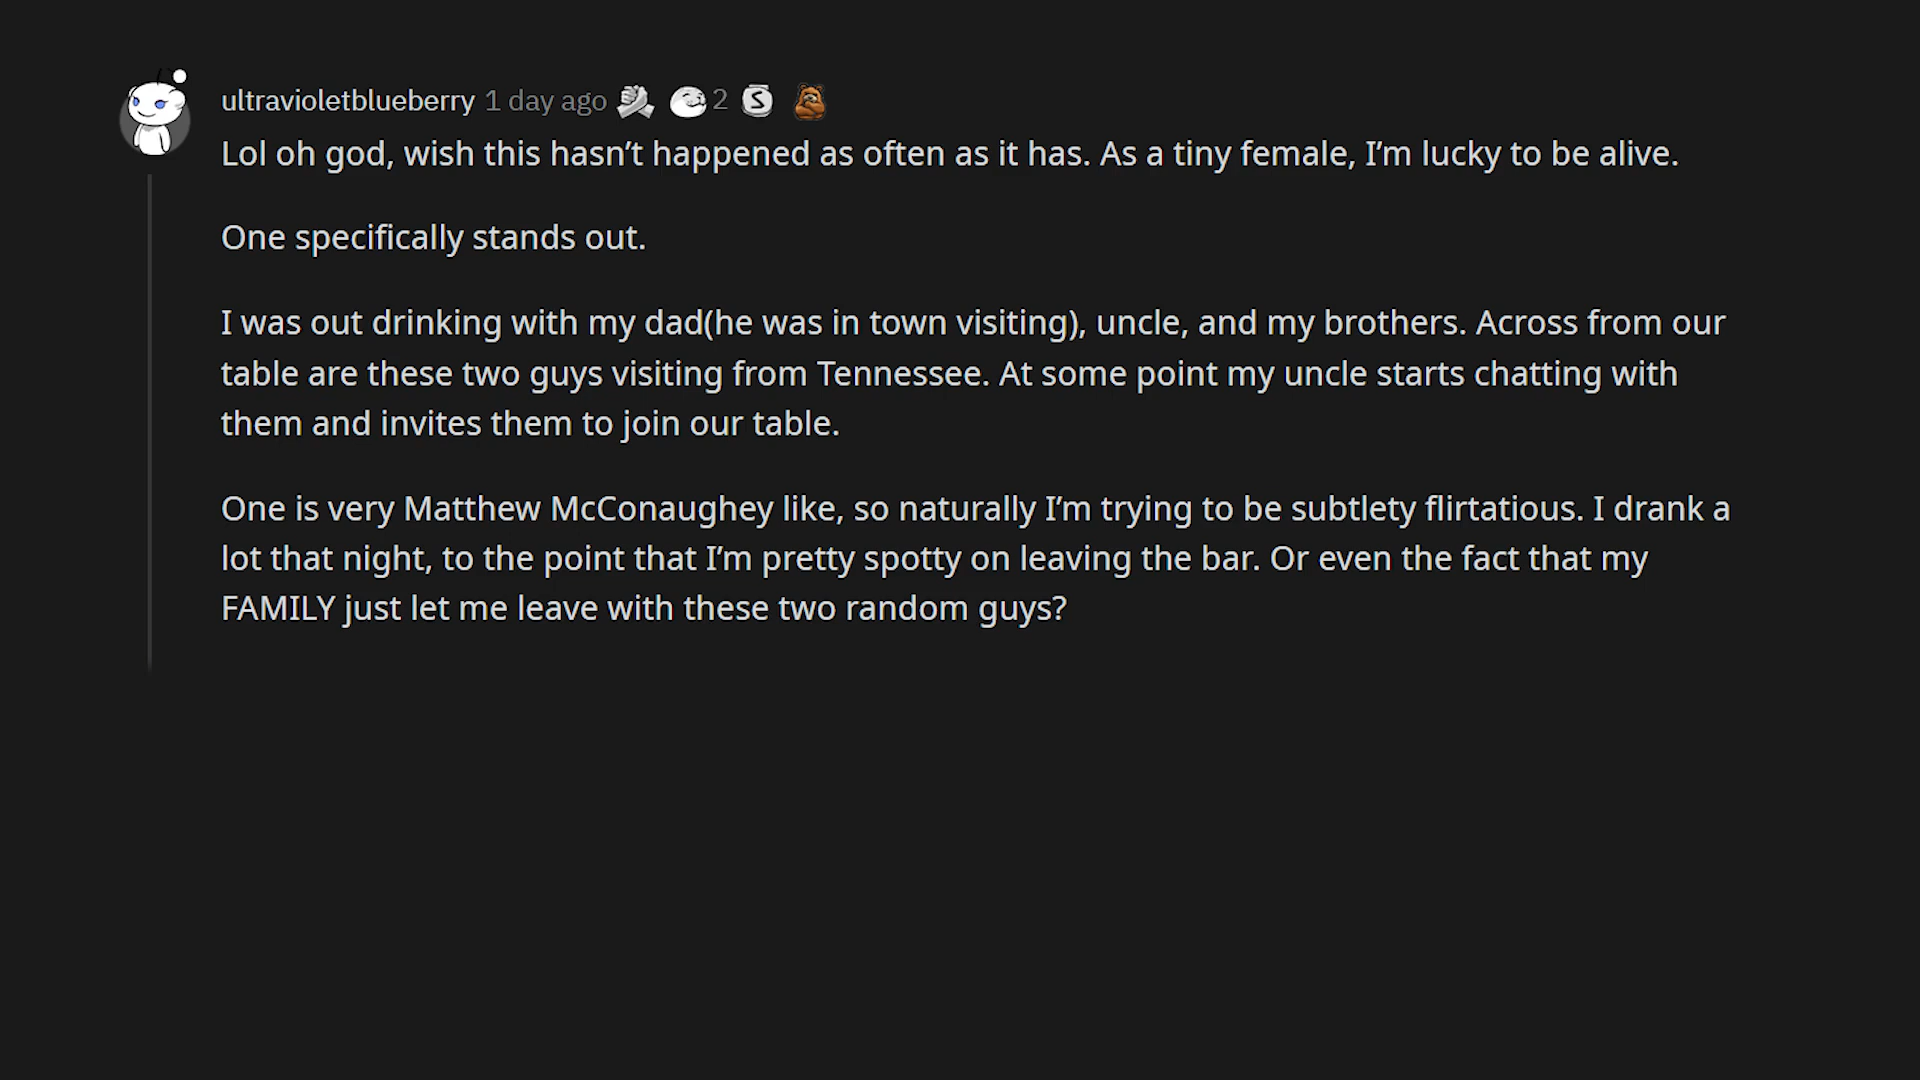 ultravioletblueberry 1 day ago 2 S
Lol oh god, wish this hasn’t happened as often as it has. As a tiny female, I’m lucky to be alive.
One specifically stands out.
I was out drinking with my dad(he was in town visiting), uncle, and my brothers. Across from our
table are these two guys visiting from Tennessee. At some point my uncle starts chatting with
them and invites them to join our table.
One is very Matthew McConaughey like, so naturally I’m trying to be subtlety flirtatious. I drank a
lot that night, to the point that I’m pretty spotty on leaving the bar. Or even the fact that my
FAMILY just let me leave with these two random guys?